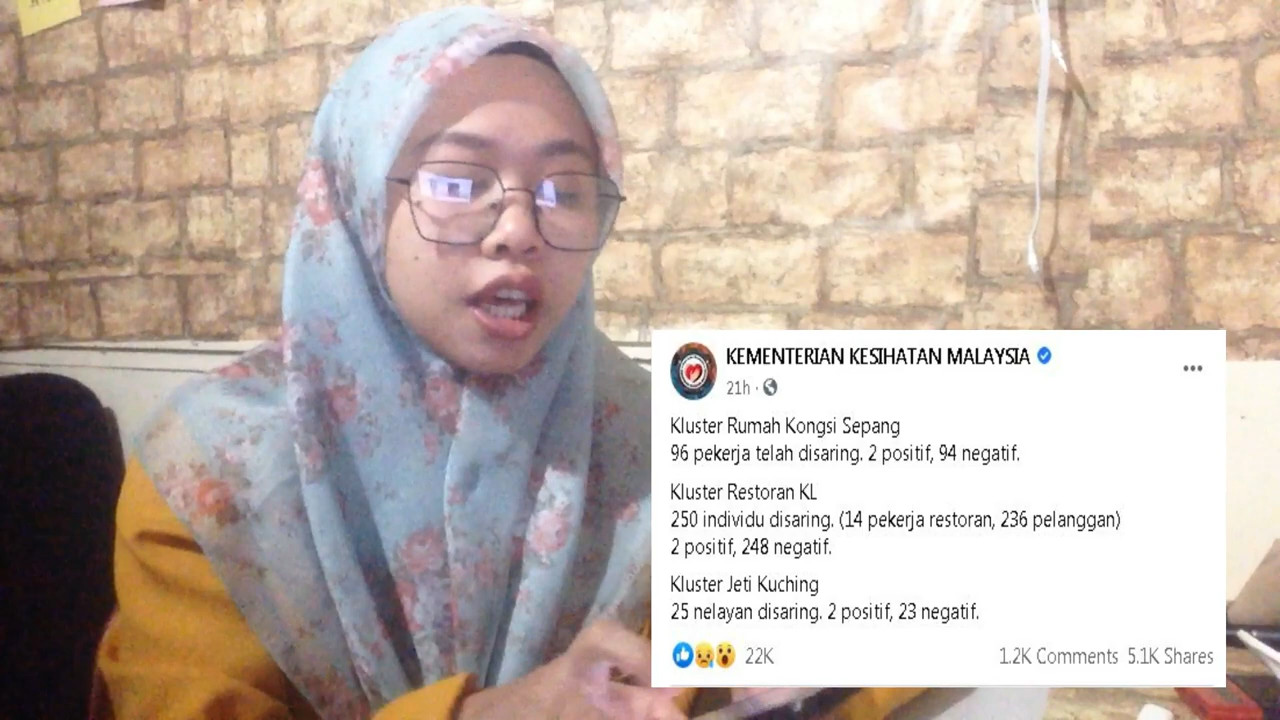 KEMENTERIAN KESIHATAN MALAYSIA
21h ·
Kluster Rumah Kongsi Sepang
96 pekerja telah disaring. 2 positif, 94 negatif.
Kluster Restoran KL
250 individu disaring. (14 pekerja restoran, 236 pelanggan)
2 positif, 248 negatif.
Kluster Jeti Kuching
25 nelayan disaring. 2 positif, 23 negatif.
22K 1.2K Comments 5.1K Shares